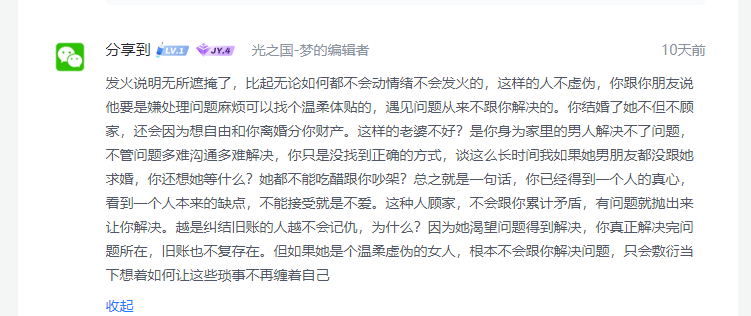 分享到 LV.1 JY.4 光之国-梦的编辑者 10天前
发火说明无所遮掩了，比起无论如何都不会动情绪不会发火的，这样的人不虚伪，你跟你朋友说
他要是嫌处理问题麻烦可以找个温柔体贴的，遇见问题从来不跟你解决的。你结婚了她不但不顾
家，还会因为想自由和你离婚分你财产。这样的老婆不好？是你身为家里的男人解决不了问题，
不管问题多难沟通多难解决，你只是没找到正确的方式，谈这么长时间我如果她男朋友都没跟她
求婚，你还想她等什么？她都不能吃醋跟你吵架？总之就是一句话，你已经得到一个人的真心，
看到一个人本来的缺点，不能接受就是不爱。这种人顾家，不会跟你累计矛盾，有问题就抛出来
让你解决。越是纠结旧账的人越不会记仇，为什么？因为她渴望问题得到解决，你真正解决完问
题所在，旧账也不复存在。但如果她是个温柔虚伪的女人，根本不会跟你解决问题，只会敷衍当
下想着如何让这些琐事不再缠着自己
收起